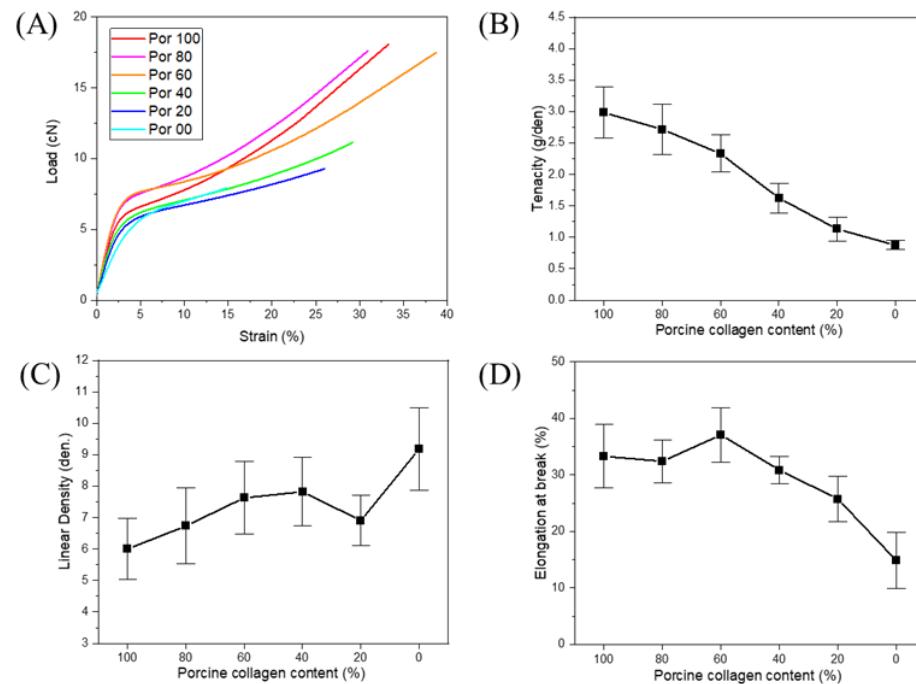 (A)
20
15
10
5
0
Load (cN)
Por 100
Por 80
Por 60
Por 40
Por 20
Por 00
0 5 10 15 20 25 30 35 40
Strain (%)
(B)
4.5
4.0
3.5
3.0
2.5
2.0
1.5
1.0
0.5
0.0
Tenacity (g/den)
100 80 60 40 20 0
Porcine collagen content (%)
(C)
12
11
10
9
8
7
6
5
4
3
Linear Density (den.)
100 80 60 40 20 0
Porcine collagen content (%)
(D)
50
40
30
20
10
0
Elongation at break (%)
100 80 60 40 20 0
Porcine collagen content (%)